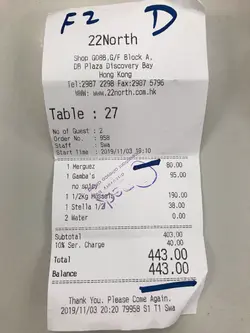 F2 D
22North
Shop G08B,G/F Block A,
DB Plaza Discovery Bay
Hong Kong
Tel:2987 2298 Fax:2987 5796
WWW: www.22north.com.hk
Table : 27
No of Guest : 2
Order No. : 958
Staff : Swa
Start Time : 2019/11/03 19:10
1 Merguez 80.00
1 Gamba's 95.00
no spicy
1 1/2Kg Mussels 190.00
1 Stella 1/2 38.00
2 Water 0.00
Subtotal 403.00
10% Ser. Charge 40.00
Total 443.00
Balance 443.00
Thank You. Please Come Again.
2019/11/03 20:20 79958 S1 T1 Swa